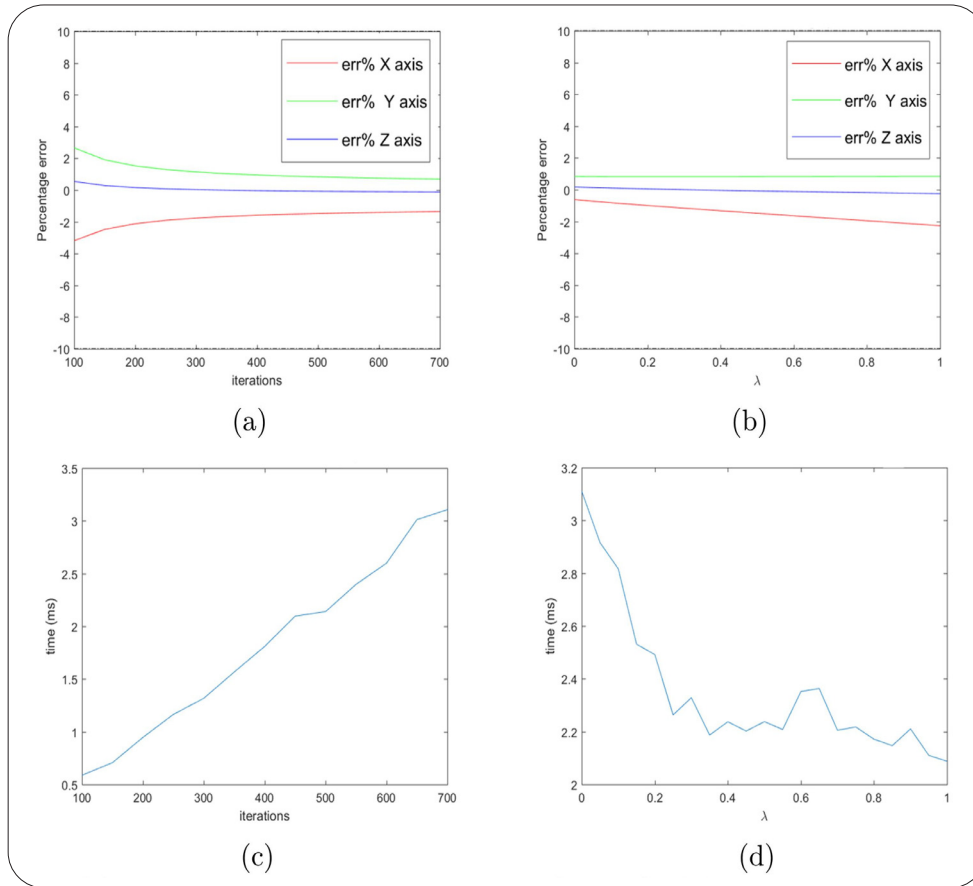 10
8
6
4
2
0
-2
-4
-6
-8
-10
Percentage error
err% X axis
err% Y axis
err% Z axis
100 200 300 400 500 600 700
iterations
(a)
10
8
6
4
2
0
-2
-4
-6
-8
-10
Percentage error
err% X axis
err% Y axis
err% Z axis
0 0.2 0.4 0.6 0.8 1
λ
(b)
3.5
3
2.5
2
1.5
1
0.5
time (ms)
100 200 300 400 500 600 700
iterations
(c)
3.2
3
2.8
2.6
2.4
2.2
2
time (ms)
0 0.2 0.4 0.6 0.8 1
λ
(d)